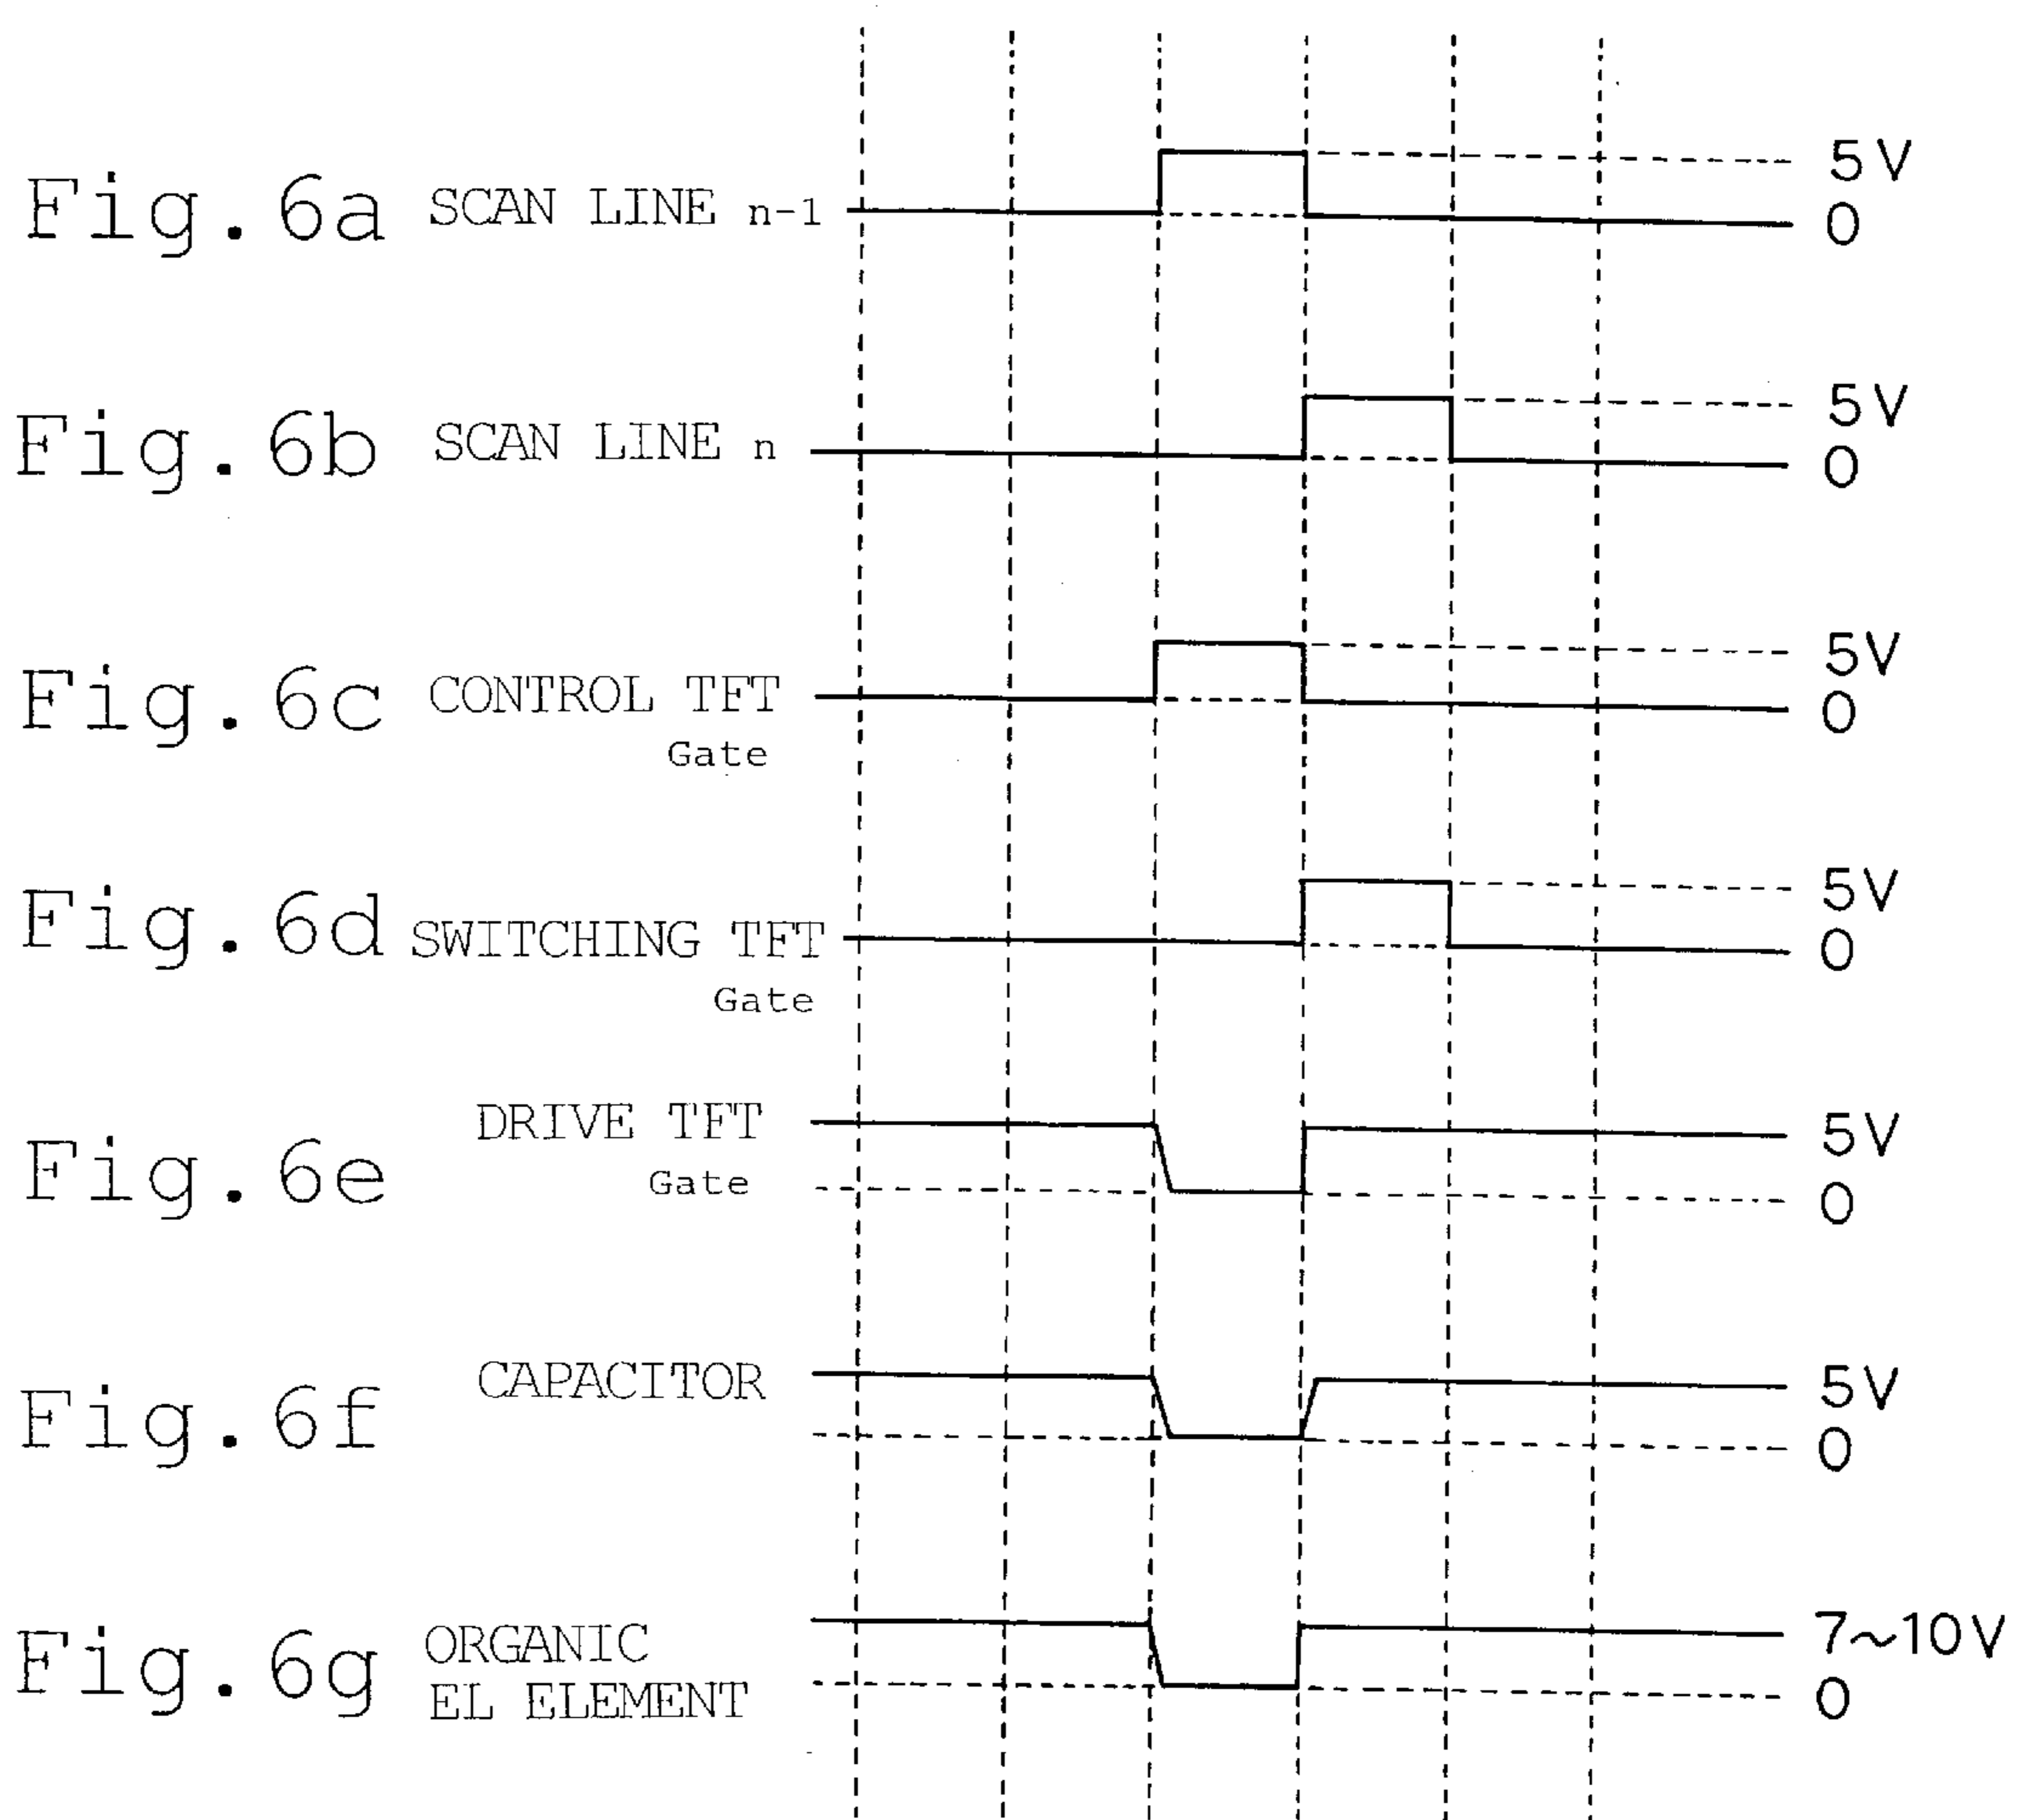 Fig.6a SCAN LINE n-1 5V
0
Fig.6b SCAN LINE n 5V
0
Fig.6c CONTROL TFT 5V
Gate 0
Fig.6d SWITCHING TFT 5V
Gate 0
Fig.6e DRIVE TFT 5V
Gate 0
Fig.6f CAPACITOR 5V
0
Fig.6g ORGANIC 7~10V
EL ELEMENT 0